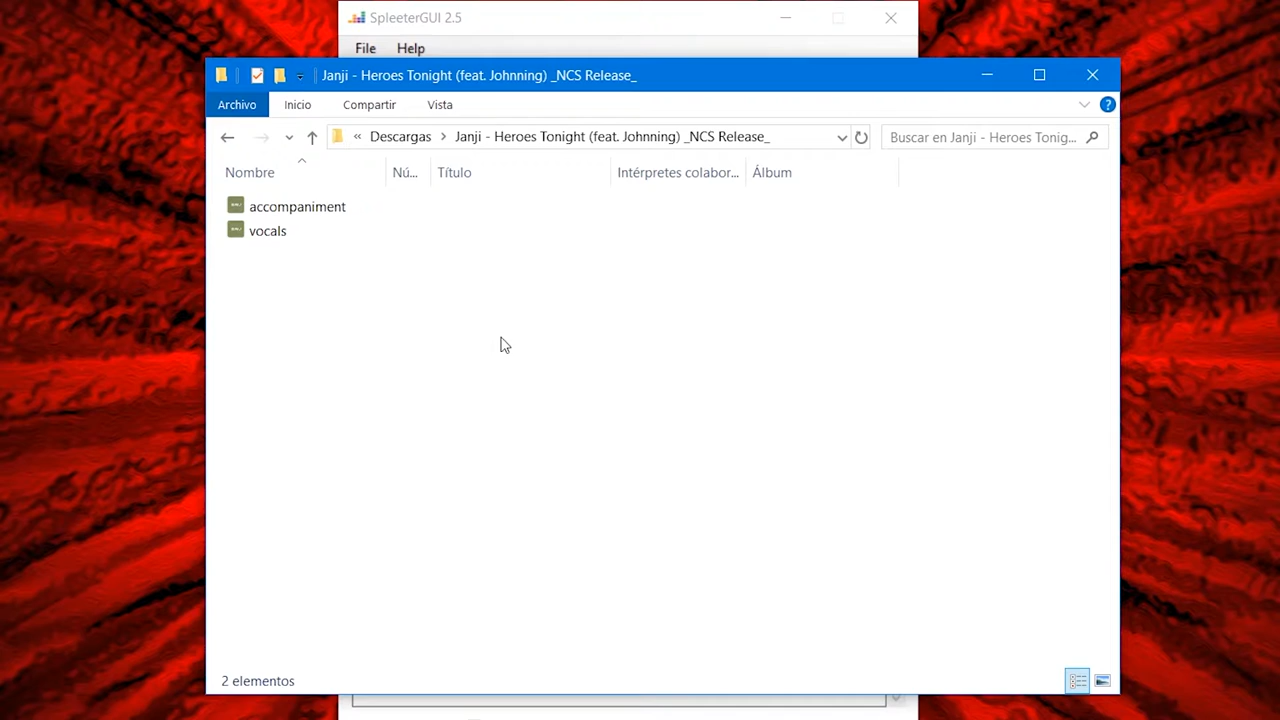 SpleeterGUI 2.5
File Help
Janji - Heroes Tonight (feat. Johnning) _NCS Release_
Archivo Inicio Compartir Vista
« Descargas > Janji - Heroes Tonight (feat. Johnning) _NCS Release_
Buscar en Janji - Heroes Tonig...
Nombre Nú... Título Intérpretes colabor... Álbum
accompaniment
vocals
2 elementos